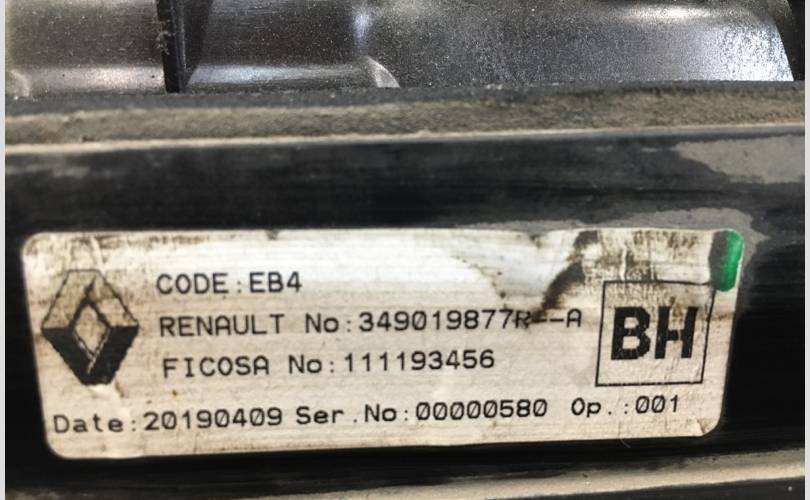 CODE:EB4
RENAULT No:349019877R--A
FICOSA No:111193456
BH
Date:20190409 Ser.No:00000580 Op.:001